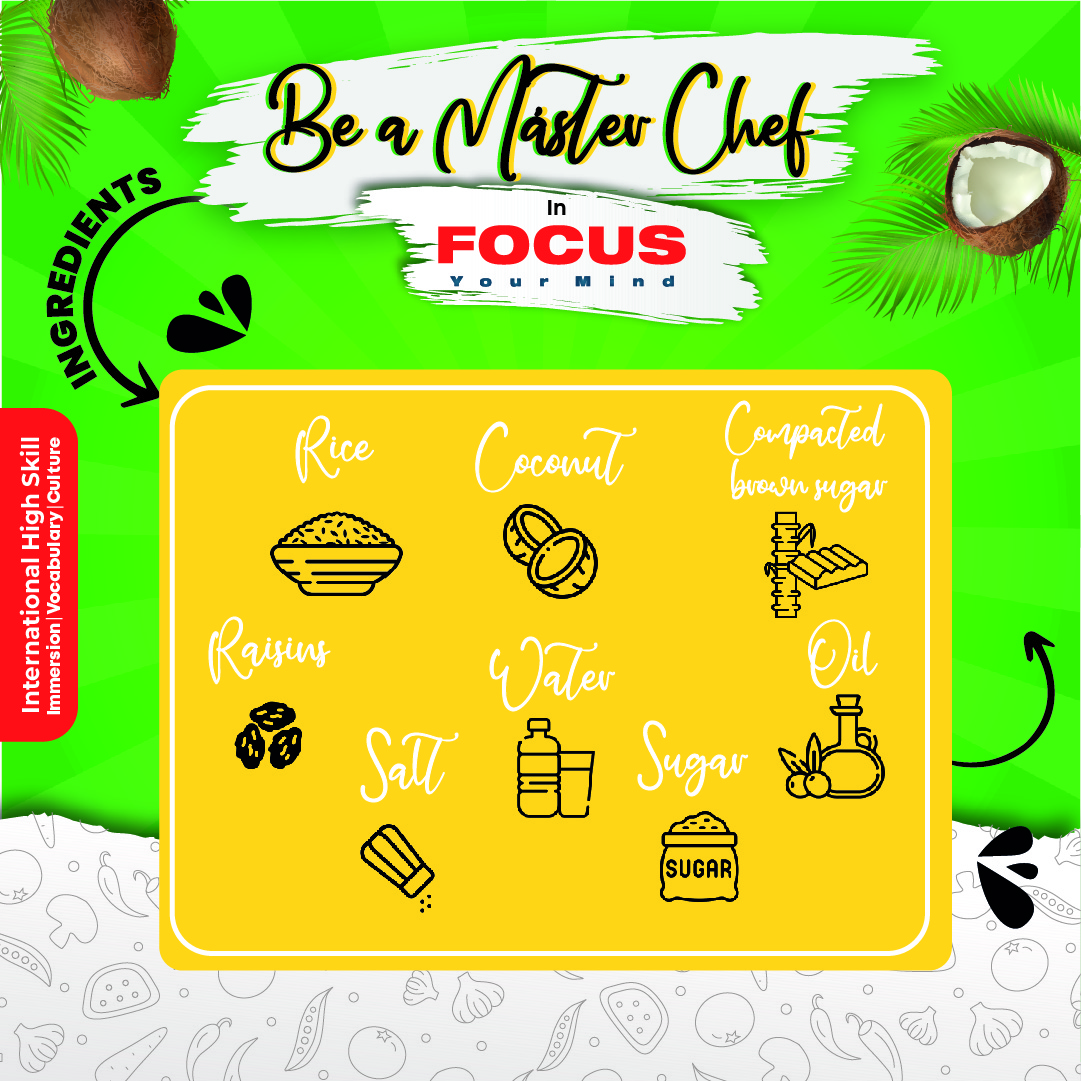 Be a Máster Chef
In
FOCUS
Your Mind
INGREDIENTS
International High Skill
Immersion|Vocabulary|Culture
Rice
Coconut
Compacted
brown sugar
Raisins
Water
Oil
Salt
Sugar
SUGAR